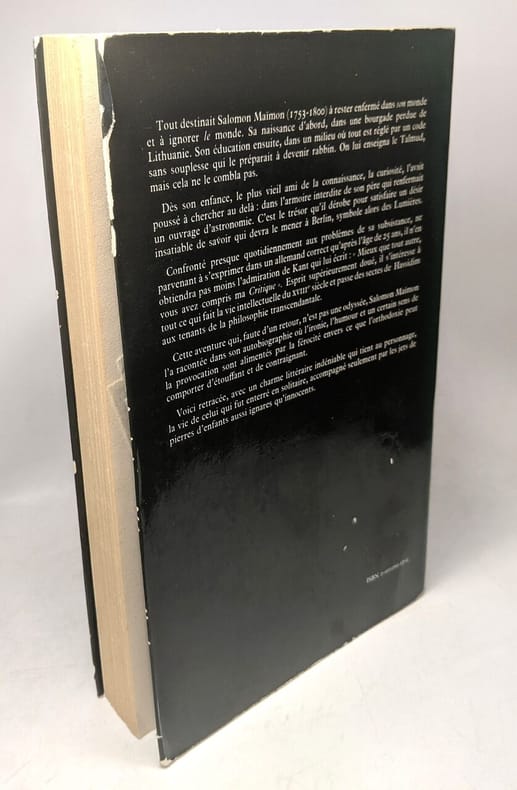 Tout destinait Salomon Maïmon (1753-1800) à rester enfermé dans son monde
et à ignorer le monde. Sa naissance d'abord, dans une bourgade perdue de
Lithuanie. Son éducation ensuite, dans un milieu où tout est réglé par un code
sans souplesse qui le préparait à devenir rabbin. On lui enseigna le Talmud,
mais cela ne le combla pas.
Dès son enfance, le plus vieil ami de la connaissance, la curiosité, l'avait
poussé à chercher au delà : dans l'armoire interdite de son père qui renfermait
un ouvrage d'astronomie. C'est le trésor qu'il dérobe pour satisfaire un désir
insatiable de savoir qui devra le mener à Berlin, symbole alors des Lumières.
Confronté presque quotidiennement aux problèmes de sa subsistance, ne
parvenant à s'exprimer dans un allemand correct qu'après l'âge de 25 ans, il n'en
obtiendra pas moins l'admiration de Kant qui lui écrit : « Mieux que tout autre,
vous avez compris ma Critique ». Esprit supérieurement doué, il s'intéresse à
tout ce qui fait la vie intellectuelle du XVIIIe siècle et passe des sectes de Hassidim
aux tenants de la philosophie transcendantale.
Cette aventure qui, faute d'un retour, n'est pas une odyssée, Salomon Maïmon
l'a racontée dans son autobiographie où l'ironie, l'humour et un certain sens de
la provocation sont alimentés par la férocité envers ce que l'orthodoxie peut
comporter d'étouffant et de contraignant.
Voici retracée, avec un charme littéraire indéniable qui tient au personnage,
la vie de celui qui fut enterré en solitaire, accompagné seulement par les jets de
pierres d'enfants aussi ignares qu'innocents.
ISBN